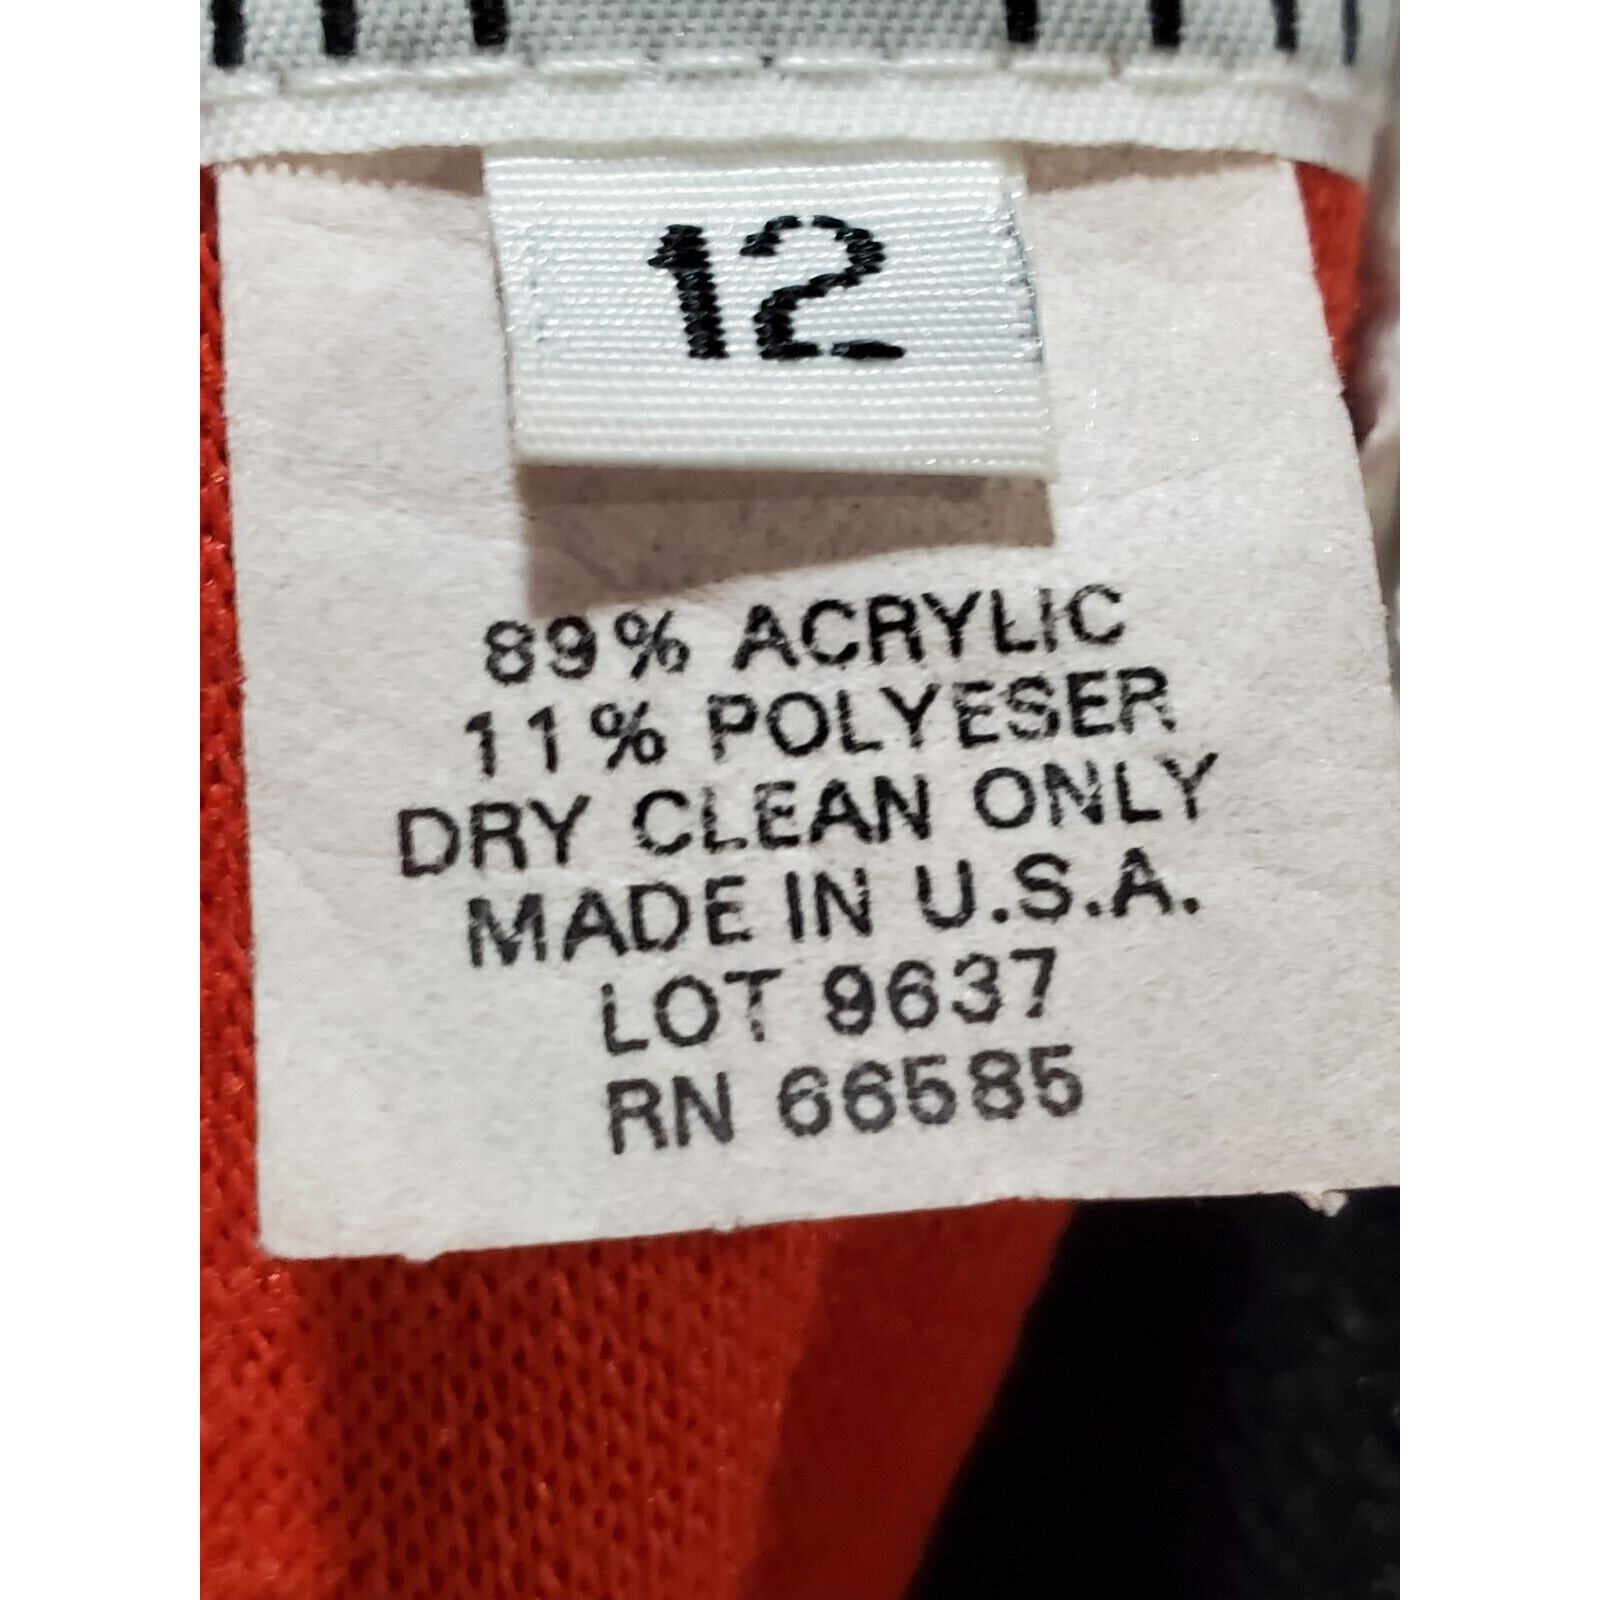 12
89% ACRYLIC
11% POLYESER
DRY CLEAN ONLY
MADE IN U.S.A.
LOT 9637
RN 66585